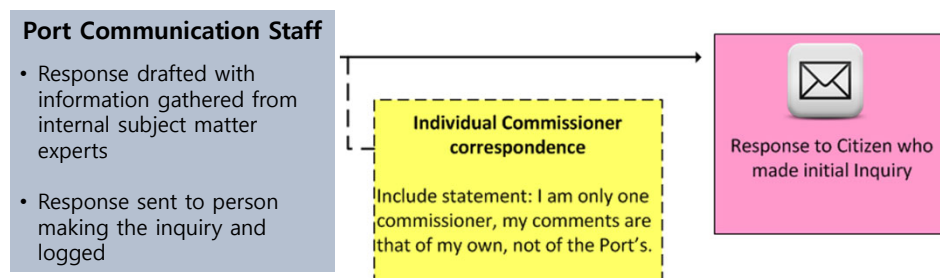 Port Communication Staff
• Response drafted with
information gathered from
internal subject matter
experts
• Response sent to person
making the inquiry and
logged
Individual Commissioner
correspondence
Include statement: I am only one
commissioner, my comments are
that of my own, not of the Port's.
Response to Citizen who
made initial Inquiry